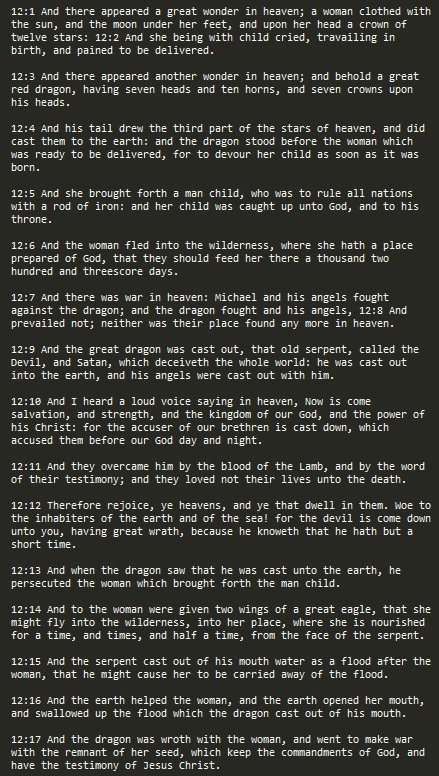 12:1 And there appeared a great wonder in heaven; a woman clothed with
the sun, and the moon under her feet, and upon her head a crown of
twelve stars: 12:2 And she being with child cried, travailing in
birth, and pained to be delivered.
12:3 And there appeared another wonder in heaven; and behold a great
red dragon, having seven heads and ten horns, and seven crowns upon
his heads.
12:4 And his tail drew the third part of the stars of heaven, and did
cast them to the earth: and the dragon stood before the woman which
was ready to be delivered, for to devour her child as soon as it was
born.
12:5 And she brought forth a man child, who was to rule all nations
with a rod of iron: and her child was caught up unto God, and to his
throne.
12:6 And the woman fled into the wilderness, where she hath a place
prepared of God, that they should feed her there a thousand two
hundred and threescore days.
12:7 And there was war in heaven: Michael and his angels fought
against the dragon; and the dragon fought and his angels, 12:8 And
prevailed not; neither was their place found any more in heaven.
12:9 And the great dragon was cast out, that old serpent, called the
Devil, and Satan, which deceiveth the whole world: he was cast out
into the earth, and his angels were cast out with him.
12:10 And I heard a loud voice saying in heaven, Now is come
salvation, and strength, and the kingdom of our God, and the power of
his Christ: for the accuser of our brethren is cast down, which
accused them before our God day and night.
12:11 And they overcame him by the blood of the Lamb, and by the word
of their testimony; and they loved not their lives unto the death.
12:12 Therefore rejoice, ye heavens, and ye that dwell in them. Woe to
the inhabiters of the earth and of the sea! for the devil is come down
unto you, having great wrath, because he knoweth that he hath but a
short time.
12:13 And when the dragon saw that he was cast unto the earth, he
persecuted the woman which brought forth the man child.
12:14 And to the woman were given two wings of a great eagle, that she
might fly into the wilderness, into her place, where she is nourished
for a time, and times, and half a time, from the face of the serpent.
12:15 And the serpent cast out of his mouth water as a flood after the
woman, that he might cause her to be carried away of the flood.
12:16 And the earth helped the woman, and the earth opened her mouth,
and swallowed up the flood which the dragon cast out of his mouth.
12:17 And the dragon was wroth with the woman, and went to make war
with the remnant of her seed, which keep the commandments of God, and
have the testimony of Jesus Christ.